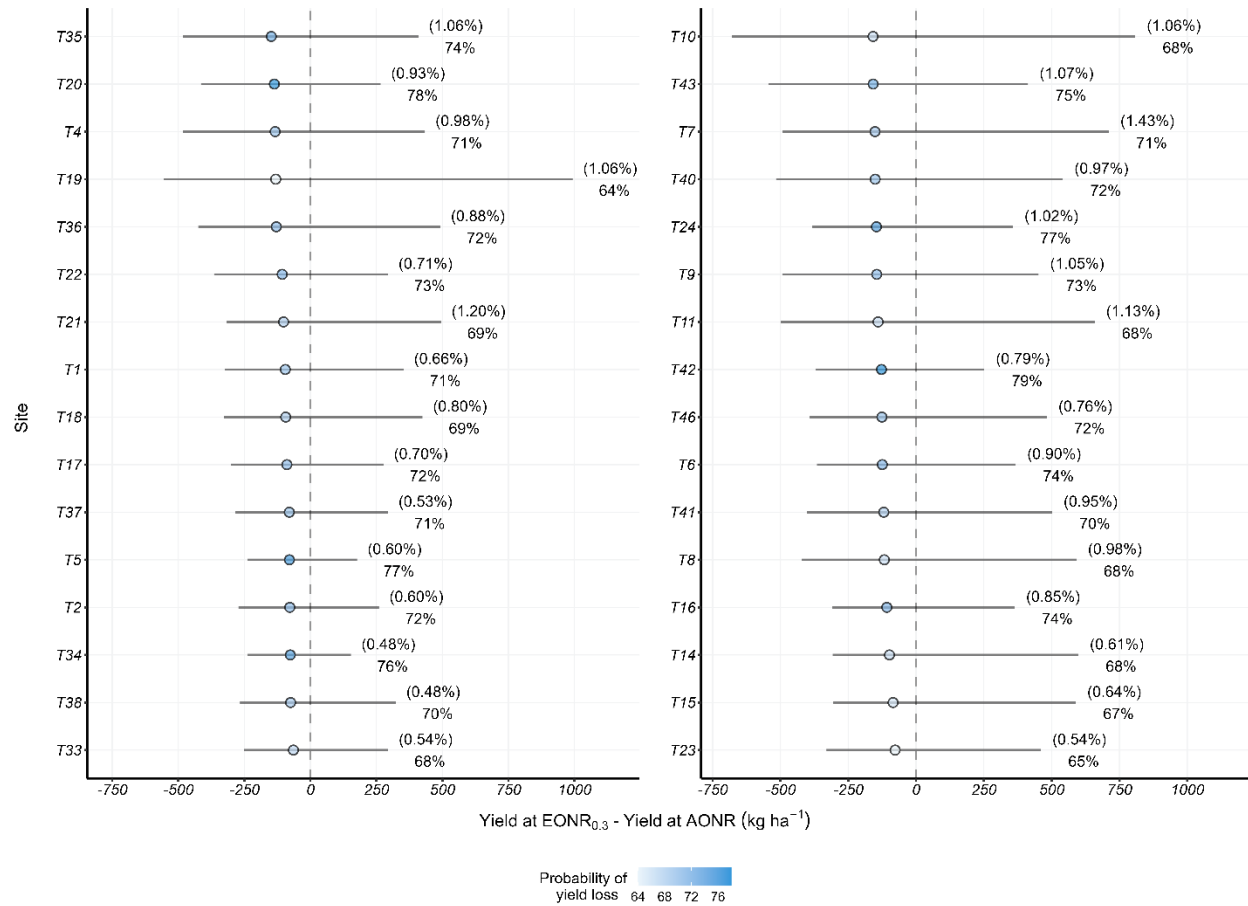 Site
T35
(1.06%)
74%
T20
(0.93%)
78%
T4
(0.98%)
71%
T19
(1.06%)
64%
T36
(0.88%)
72%
T22
(0.71%)
73%
T21
(1.20%)
69%
T1
(0.66%)
71%
T18
(0.80%)
69%
T17
(0.70%)
72%
T37
(0.53%)
71%
T5
(0.60%)
77%
T2
(0.60%)
72%
T34
(0.48%)
76%
T38
(0.48%)
70%
T33
(0.54%)
68%
-750 -500 -250 0 250 500 750 1000
T10
(1.06%)
68%
T43
(1.07%)
75%
T7
(1.43%)
71%
T40
(0.97%)
72%
T24
(1.02%)
77%
T9
(1.05%)
73%
T11
(1.13%)
68%
T42
(0.79%)
79%
T46
(0.76%)
72%
T6
(0.90%)
74%
T41
(0.95%)
70%
T8
(0.98%)
68%
T16
(0.85%)
74%
T14
(0.61%)
68%
T15
(0.64%)
67%
T23
(0.54%)
65%
-750 -500 -250 0 250 500 750 1000
Yield at EONR₀.₃ - Yield at AONR (kg ha⁻¹)
Probability of
yield loss
64 68 72 76